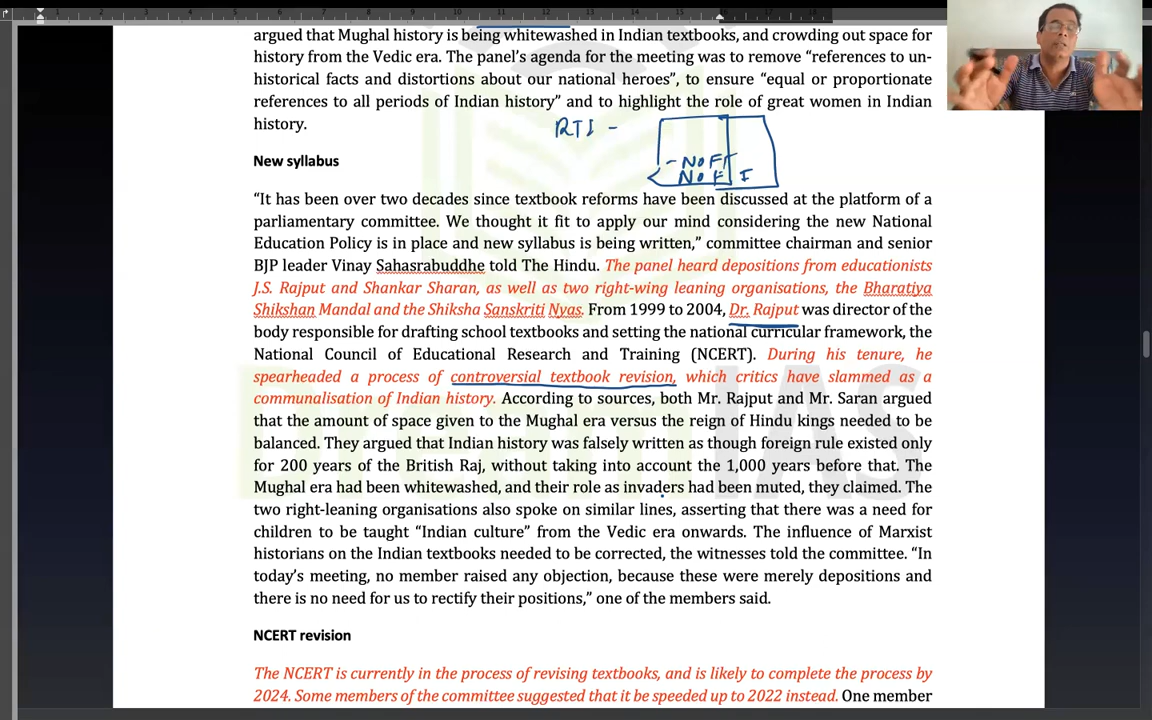 argued that Mughal history is being whitewashed in Indian textbooks, and crowding out space for
history from the Vedic era. The panel's agenda for the meeting was to remove “references to un-
historical facts and distortions about our national heroes”, to ensure “equal or proportionate
references to all periods of Indian history” and to highlight the role of great women in Indian
history.
RTI -
- NOF
NOF I
New syllabus
“It has been over two decades since textbook reforms have been discussed at the platform of a
parliamentary committee. We thought it fit to apply our mind considering the new National
Education Policy is in place and new syllabus is being written,” committee chairman and senior
BJP leader Vinay Sahasrabuddhe told The Hindu. The panel heard depositions from educationists
J.S. Rajput and Shankar Sharan, as well as two right-wing leaning organisations, the Bharatiya
Shikshan Mandal and the Shiksha Sanskriti Nyas. From 1999 to 2004, Dr. Rajput was director of the
body responsible for drafting school textbooks and setting the national curricular framework, the
National Council of Educational Research and Training (NCERT). During his tenure, he
spearheaded a process of controversial textbook revision, which critics have slammed as a
communalisation of Indian history. According to sources, both Mr. Rajput and Mr. Saran argued
that the amount of space given to the Mughal era versus the reign of Hindu kings needed to be
balanced. They argued that Indian history was falsely written as though foreign rule existed only
for 200 years of the British Raj, without taking into account the 1,000 years before that. The
Mughal era had been whitewashed, and their role as invaders had been muted, they claimed. The
two right-leaning organisations also spoke on similar lines, asserting that there was a need for
children to be taught “Indian culture” from the Vedic era onwards. The influence of Marxist
historians on the Indian textbooks needed to be corrected, the witnesses told the committee. “In
today's meeting, no member raised any objection, because these were merely depositions and
there is no need for us to rectify their positions,” one of the members said.
NCERT revision
The NCERT is currently in the process of revising textbooks, and is likely to complete the process by
2024. Some members of the committee suggested that it be speeded up to 2022 instead. One member